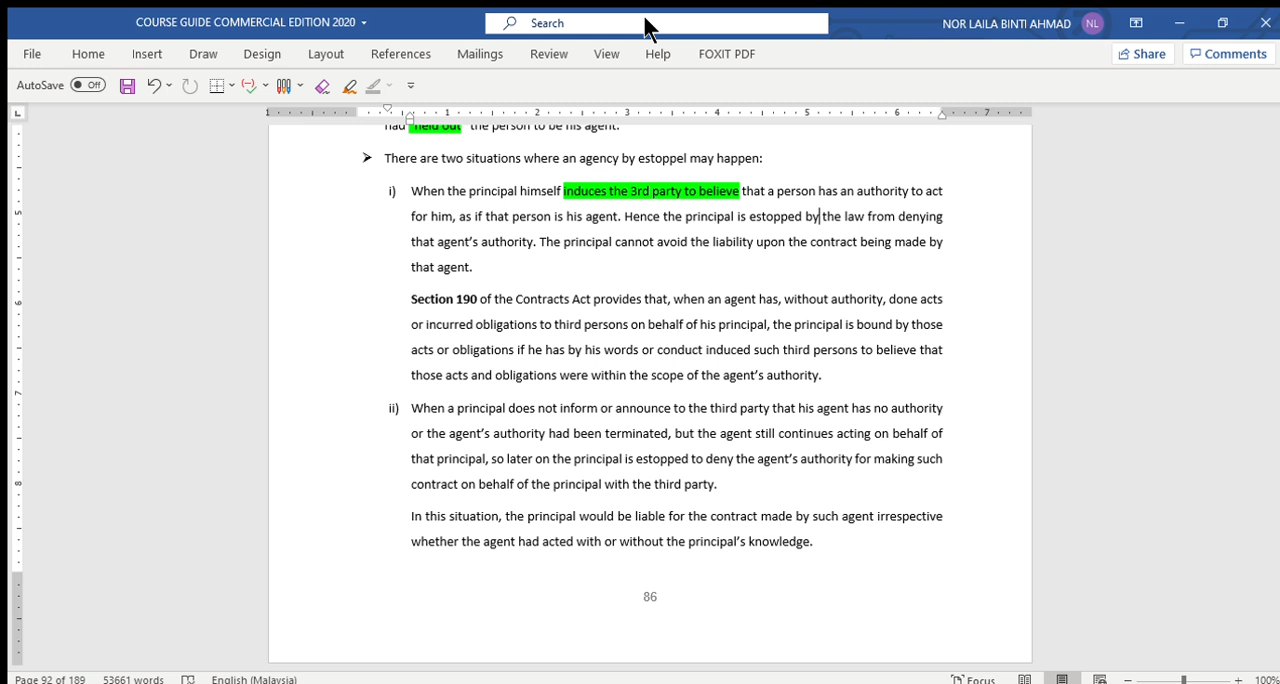 COURSE GUIDE COMMERCIAL EDITION 2020
Search
NOR LAILA BINTI AHMAD
NL
File Home Insert Draw Design Layout References Mailings Review View Help FOXIT PDF
Share
Comments
AutoSave Off
1 1 2 3 4 5 6 7
had "held out" the person to be his agent.
➤ There are two situations where an agency by estoppel may happen:
i) When the principal himself induces the 3rd party to believe that a person has an authority to act
for him, as if that person is his agent. Hence the principal is estopped by the law from denying
that agent's authority. The principal cannot avoid the liability upon the contract being made by
that agent.
Section 190 of the Contracts Act provides that, when an agent has, without authority, done acts
or incurred obligations to third persons on behalf of his principal, the principal is bound by those
acts or obligations if he has by his words or conduct induced such third persons to believe that
those acts and obligations were within the scope of the agent's authority.
ii) When a principal does not inform or announce to the third party that his agent has no authority
or the agent's authority had been terminated, but the agent still continues acting on behalf of
that principal, so later on the principal is estopped to deny the agent's authority for making such
contract on behalf of the principal with the third party.
In this situation, the principal would be liable for the contract made by such agent irrespective
whether the agent had acted with or without the principal's knowledge.
86
5
6
7
8
Page 92 of 189 53661 words English (Malaysia)
Focus
100%